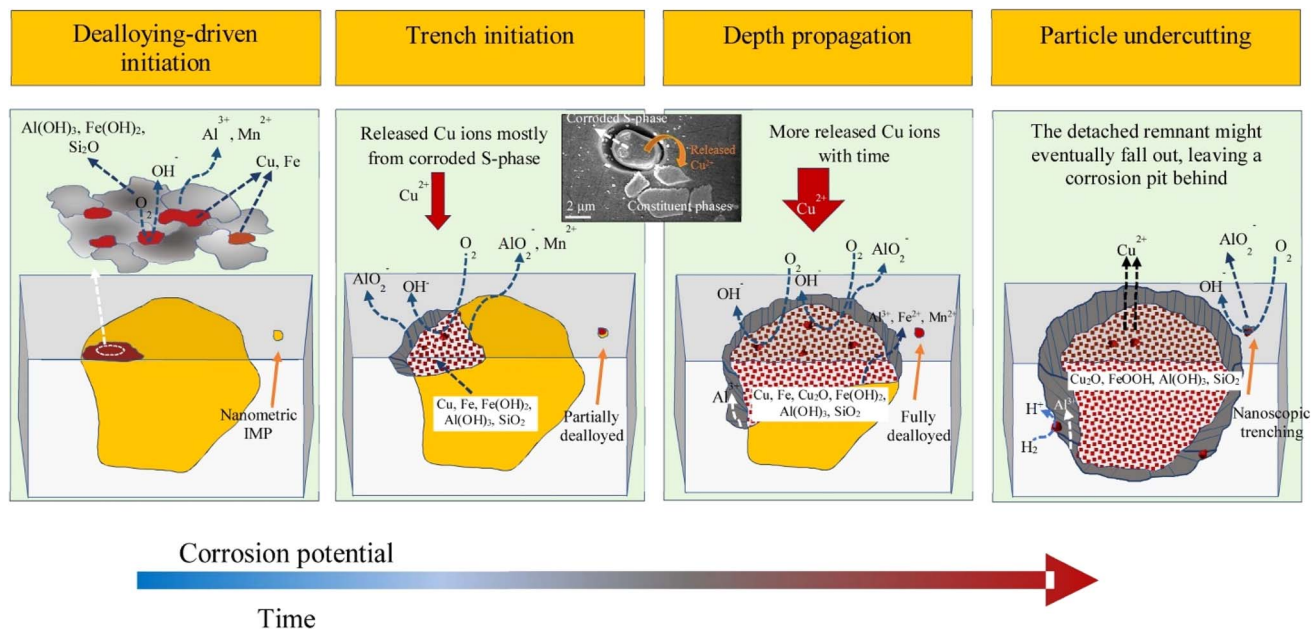 Dealloying-driven
initiation
Trench initiation
Depth propagation
Particle undercutting
Al(OH)₃, Fe(OH)₂,
Si₂O
OH⁻
Al³⁺, Mn²⁺
Cu, Fe
O₂
Nanometric
IMP
Released Cu ions mostly
from corroded S-phase
Cu²⁺
O₂
AlO₂⁻, Mn²⁺
AlO₂⁻
OH⁻
Cu, Fe, Fe(OH)₂,
Al(OH)₃, SiO₂
Partially
dealloyed
Corroded S-phase
Released
Cu²⁺
2 µm
Constituent phases
More released Cu ions
with time
Cu²⁺
O₂
O₂
AlO₂⁻
OH⁻
OH⁻
Al³⁺, Fe²⁺, Mn²⁺
Al³⁺
Cu, Fe, Cu₂O, Fe(OH)₂,
Al(OH)₃, SiO₂
Fully
dealloyed
The detached remnant might
eventually fall out, leaving a
corrosion pit behind
Cu²⁺
AlO₂⁻
O₂
OH⁻
Cu₂O, FeOOH, Al(OH)₃, SiO₂
H⁺
Al³⁺
H₂
Nanoscopic
trenching
Corrosion potential
Time